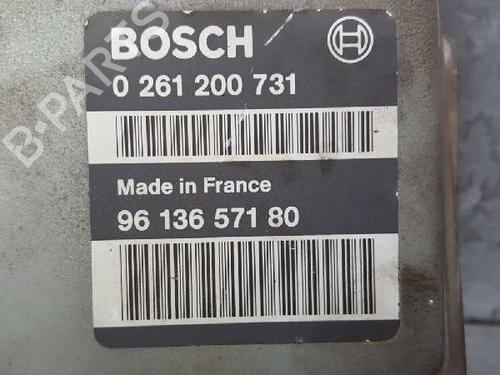 BOSCH
0 261 200 731
Made in France
96 136 571 80
B-PARTS